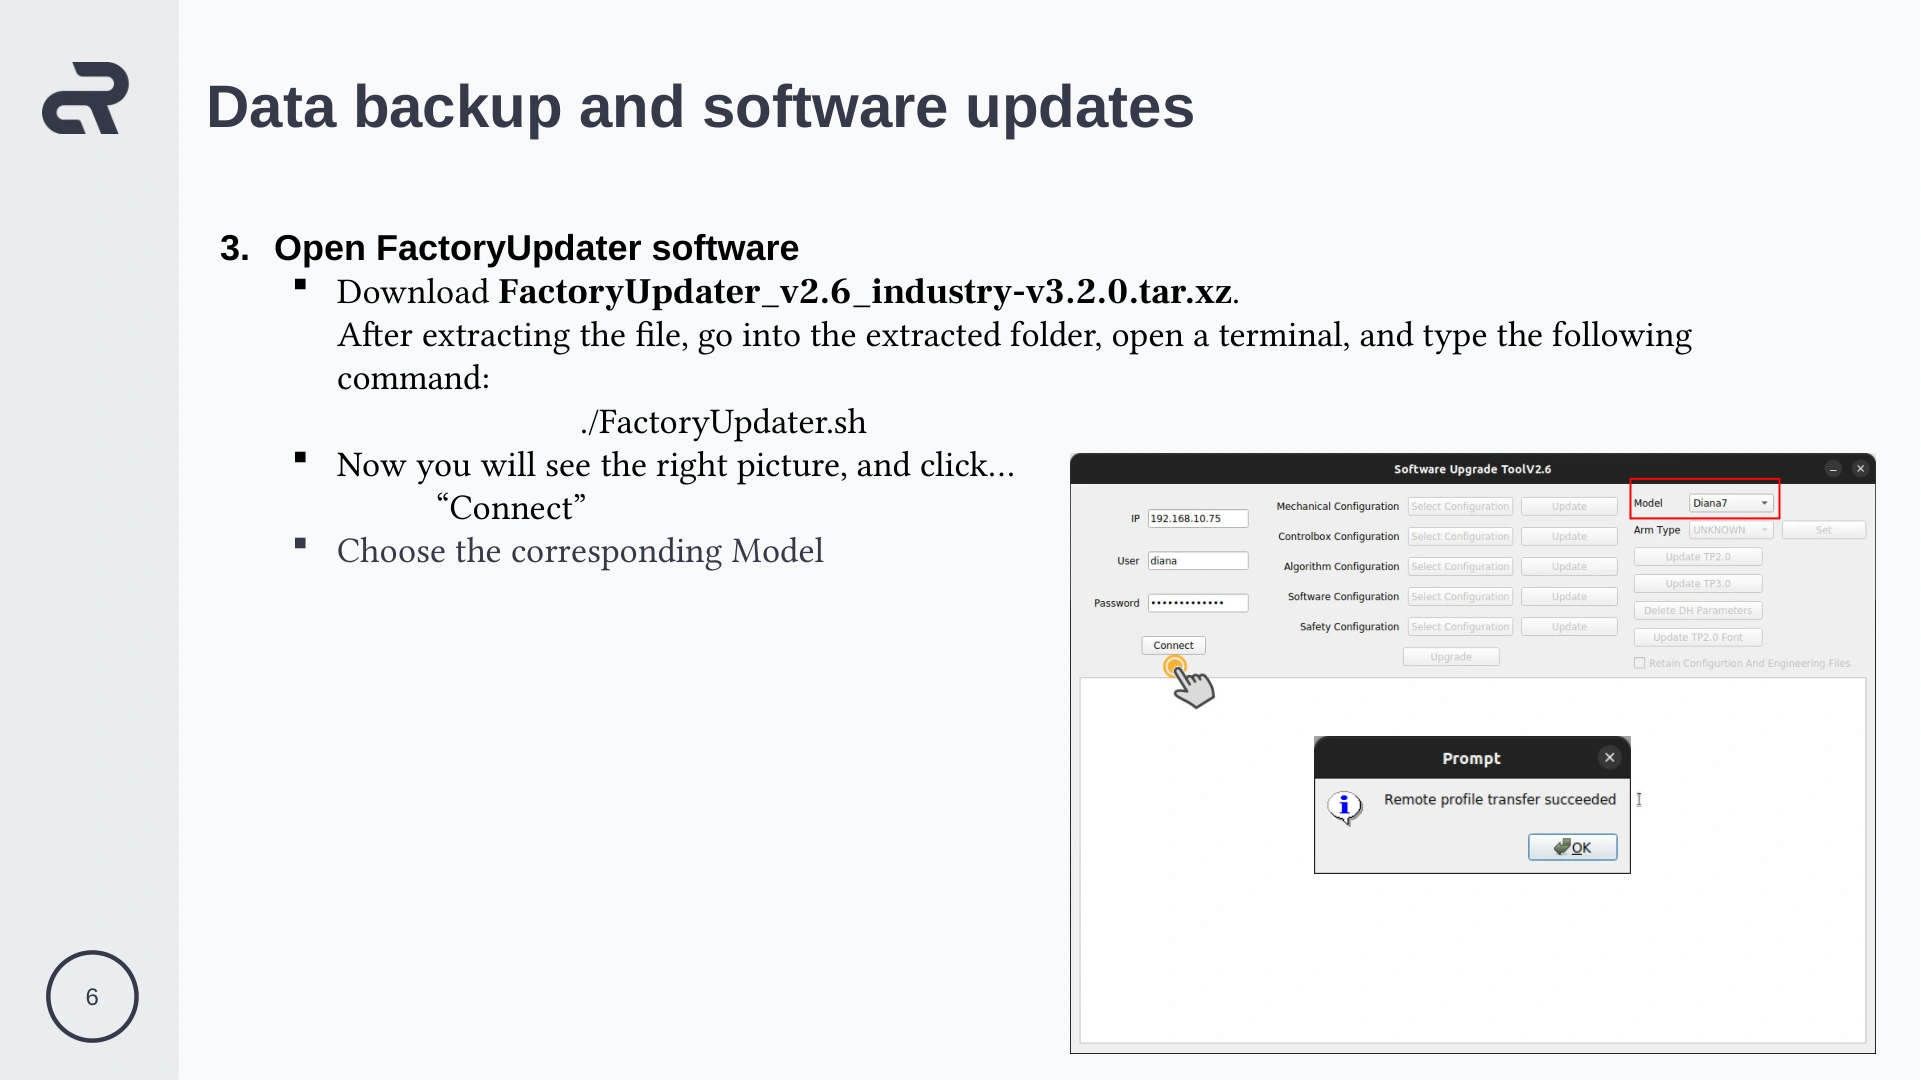 Data backup and software updates
3. Open FactoryUpdater software
▪ Download FactoryUpdater_v2.6_industry-v3.2.0.tar.xz.
After extracting the file, go into the extracted folder, open a terminal, and type the following
command:
./FactoryUpdater.sh
▪ Now you will see the right picture, and click…
“Connect”
▪ Choose the corresponding Model
Software Upgrade ToolV2.6
IP 192.168.10.75
User diana
Password •••••••••••••
Connect
Mechanical Configuration Select Configuration Update
Controlbox Configuration Select Configuration Update
Algorithm Configuration Select Configuration Update
Software Configuration Select Configuration Update
Safety Configuration Select Configuration Update
Upgrade
Model Diana7
Arm Type UNKNOWN Set
Update TP2.0
Update TP3.0
Delete DH Parameters
Update TP2.0 Font
Retain Configurtion And Engineering Files
Prompt
Remote profile transfer succeeded
OK
6